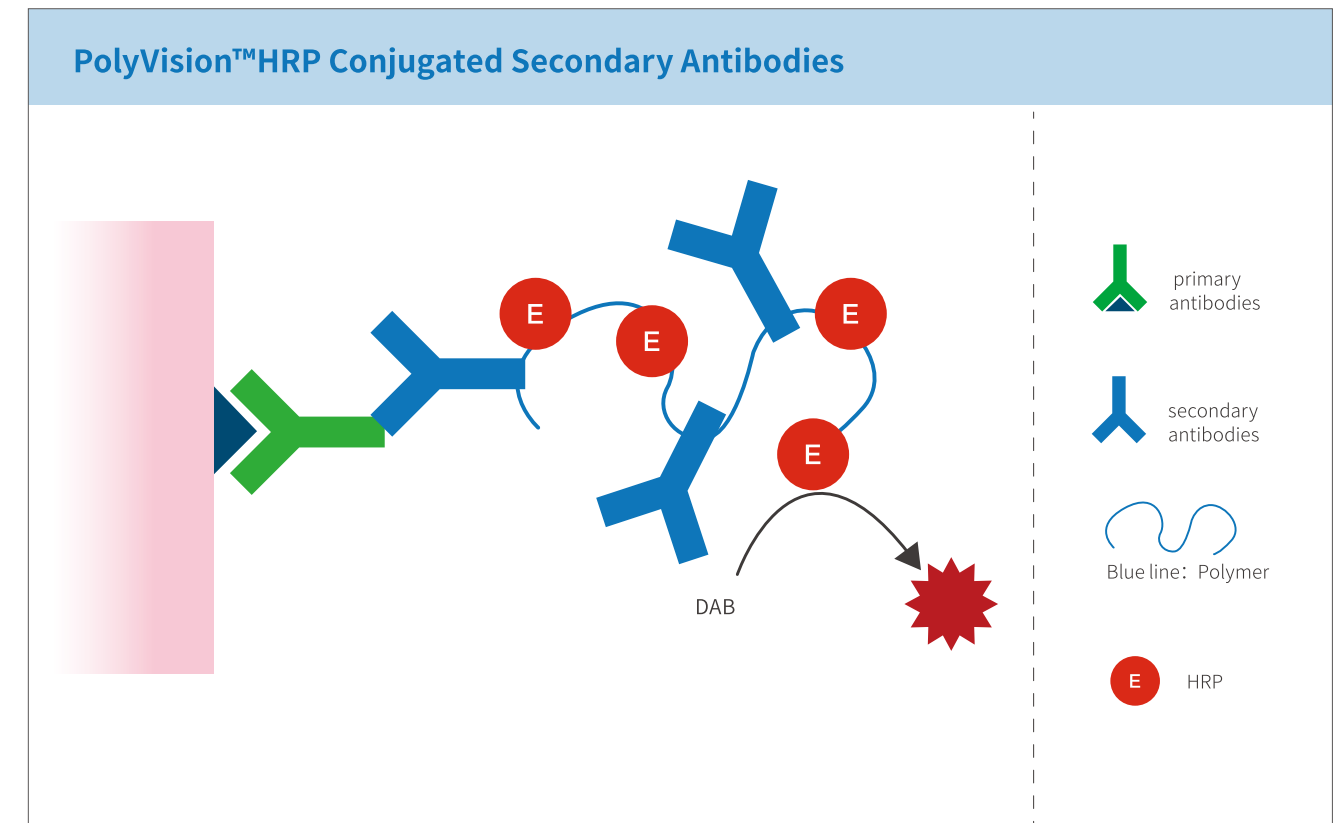 PolyVision™HRP Conjugated Secondary Antibodies
E
E
E
E
DAB
primary
antibodies
secondary
antibodies
Blue line：Polymer
E HRP